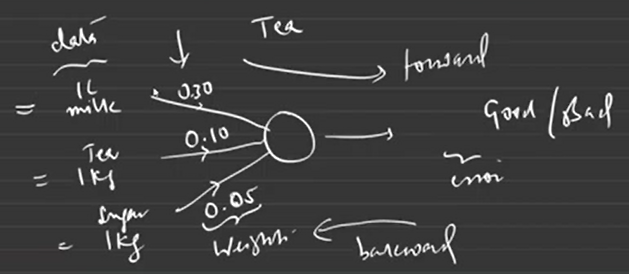 data
Tea
forward
= 1L
milk
0.30
Good / Bad
0.10
Tea
= 1kg
error
Sugar
= 1kg
0.05
Weights
backward